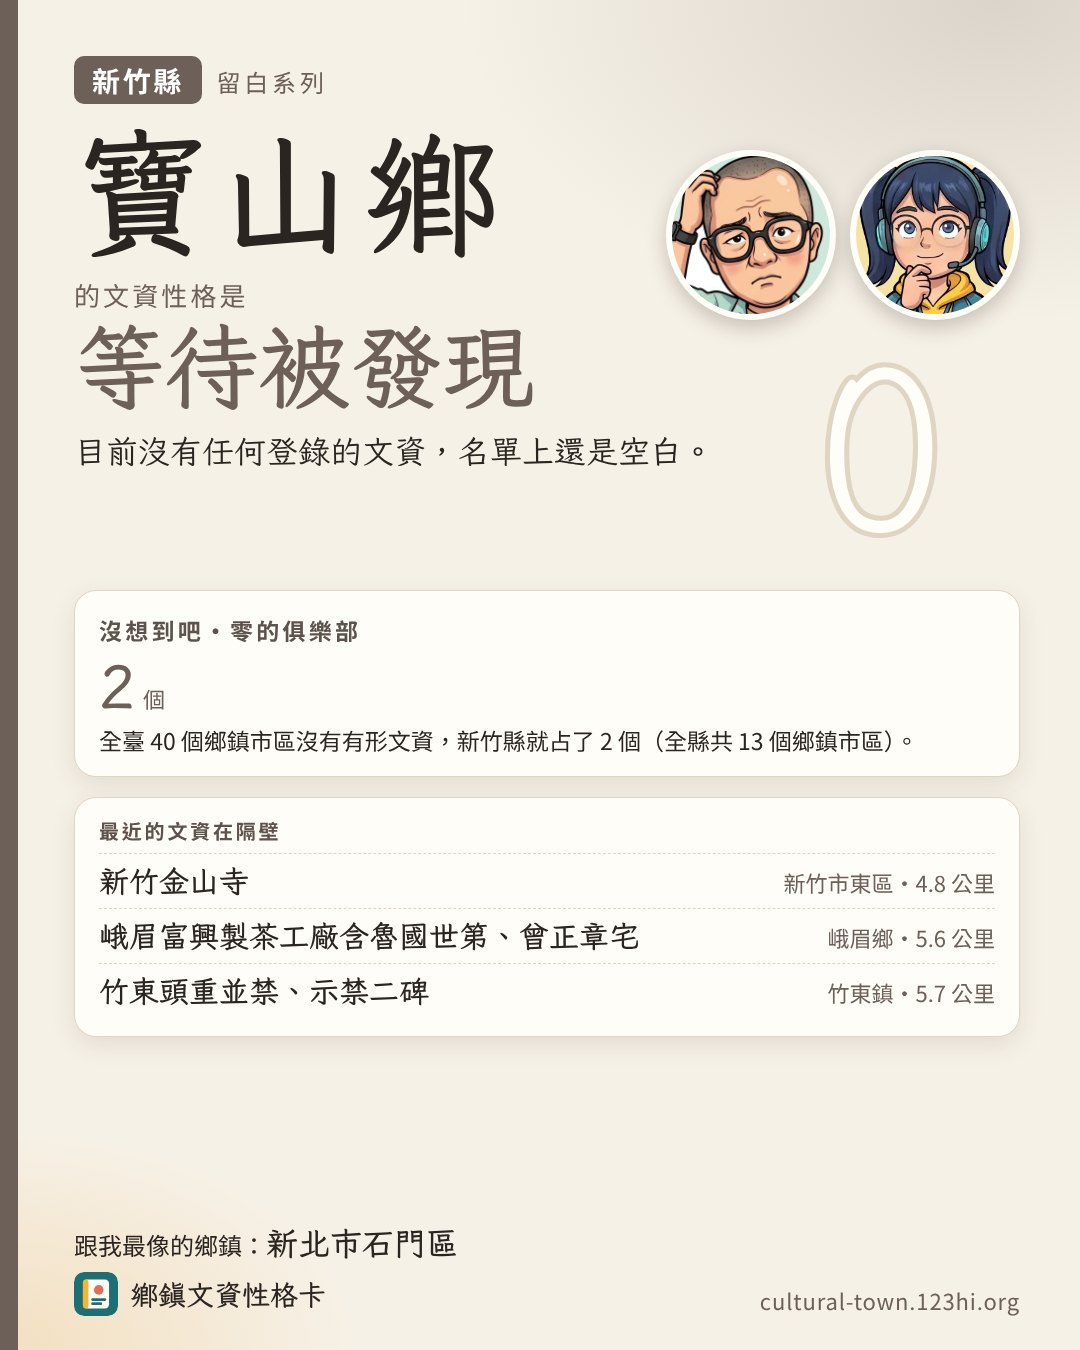 新竹縣 留白系列
寶山鄉
的文資性格是
等待被發現
目前沒有任何登錄的文資，名單上還是空白。
0
沒想到吧・零的俱樂部
2 個
全臺 40 個鄉鎮市區沒有有形文資，新竹縣就占了 2 個（全縣共 13 個鄉鎮市區）。
最近的文資在隔壁
新竹金山寺 新竹市東區・4.8 公里
峨眉富興製茶工廠含魯國世第、曾正章宅 峨眉鄉・5.6 公里
竹東頭重並禁、示禁二碑 竹東鎮・5.7 公里
跟我最像的鄉鎮：新北市石門區
鄉鎮文資性格卡
cultural-town.123hi.org